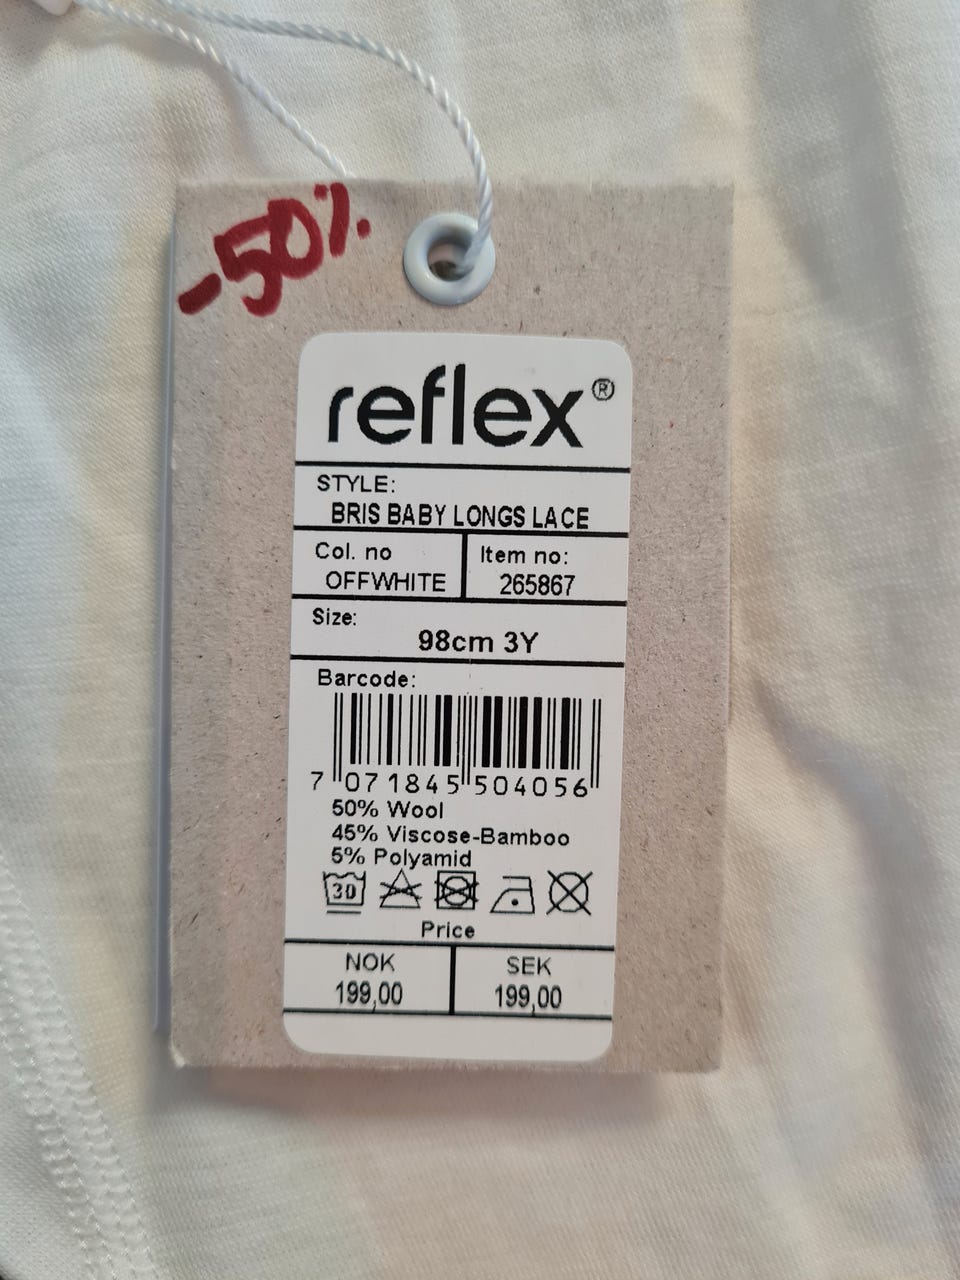 -50%
reflex®
STYLE:
BRIS BABY LONGS LACE
Col. no
OFFWHITE
Item no:
265867
Size:
98cm 3Y
Barcode:
7 071845 504056
50% Wool
45% Viscose-Bamboo
5% Polyamid
30
Price
NOK
199,00
SEK
199,00